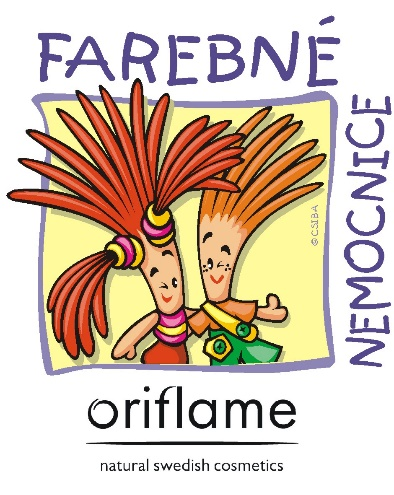 FAREBNÉ
NEMOCNICE
© CSIBA
oriflame
natural swedish cosmetics